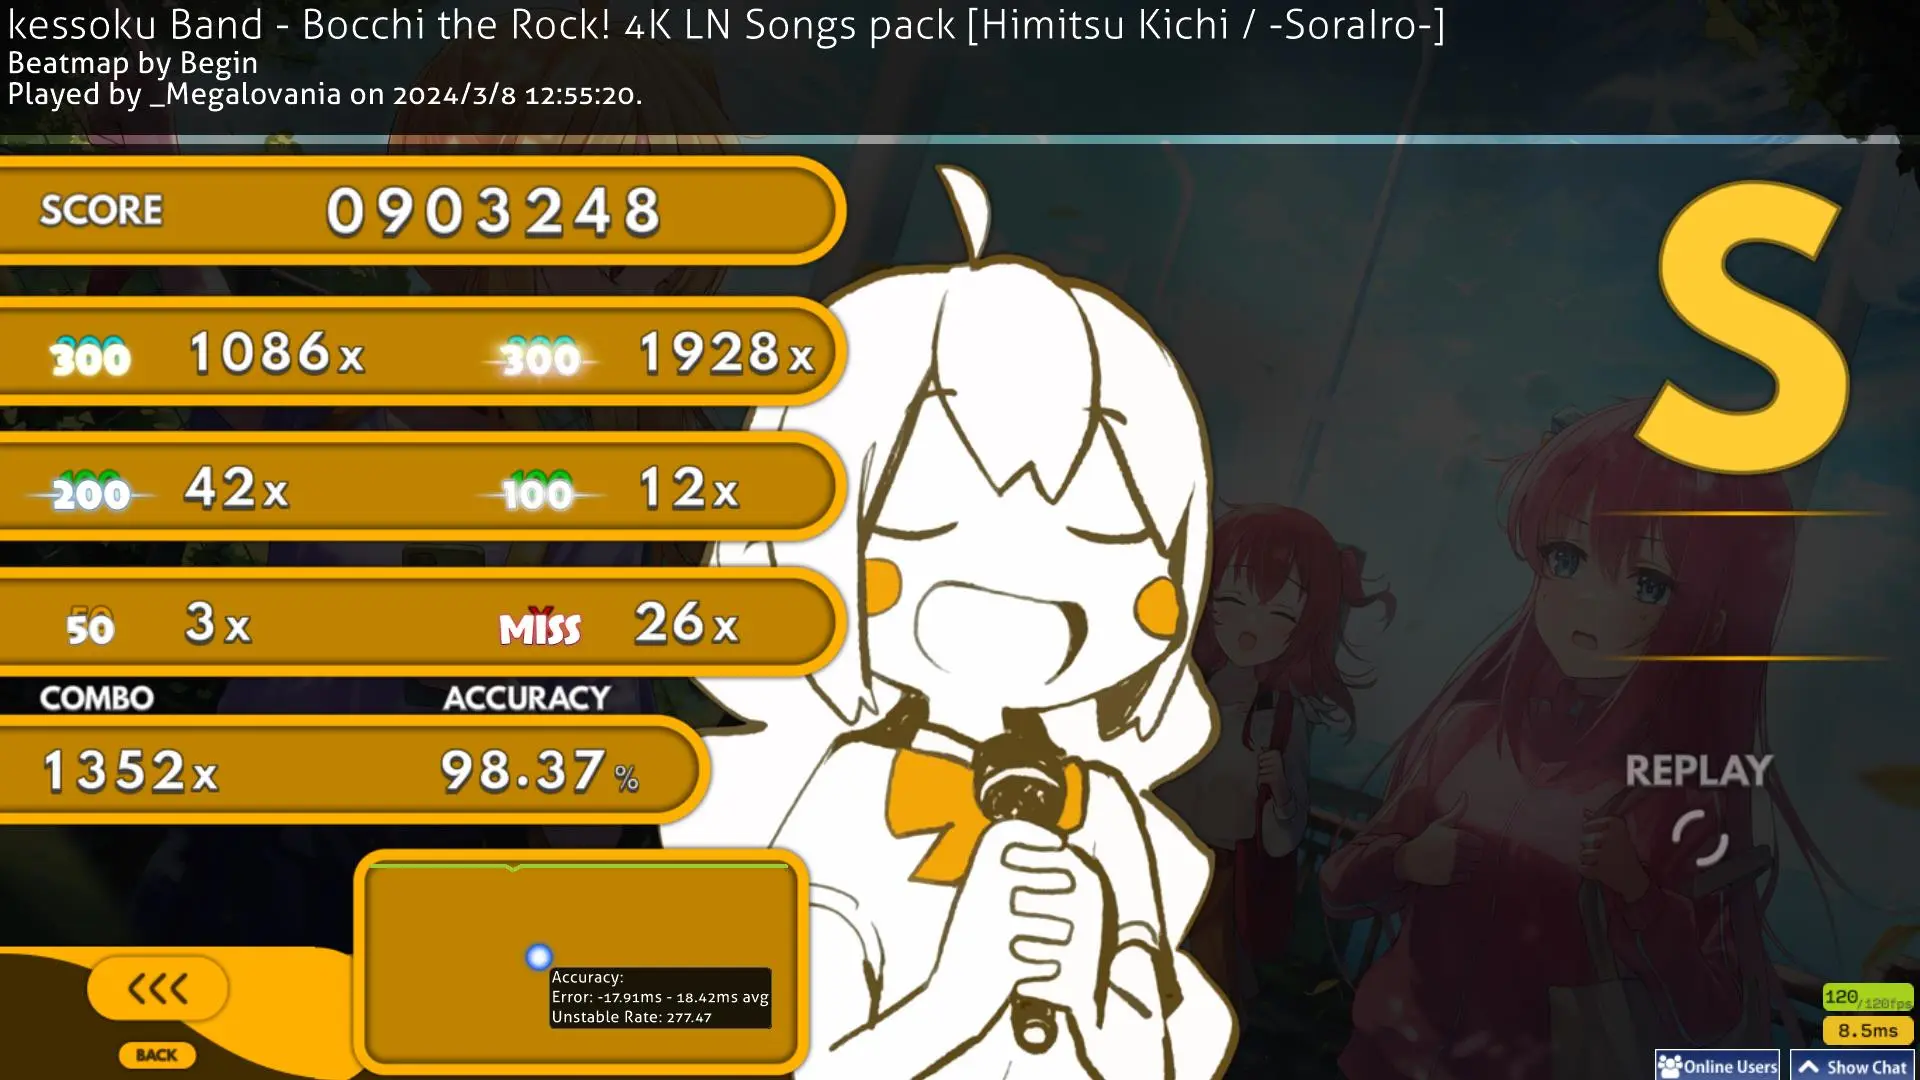 kessoku Band - Bocchi the Rock! 4K LN Songs pack [Himitsu Kichi / -SoraIro-]
Beatmap by Begin
Played by _Megalovania on 2024/3/8 12:55:20.
SCORE 0903248
300 1086x 300 1928x
200 42x 100 12x
50 3x MISS 26x
COMBO ACCURACY
1352x 98.37%
REPLAY
Accuracy:
Error: -17.91ms - 18.42ms avg
Unstable Rate: 277.47
BACK
120/120fps
8.5ms
Online Users Show Chat
S